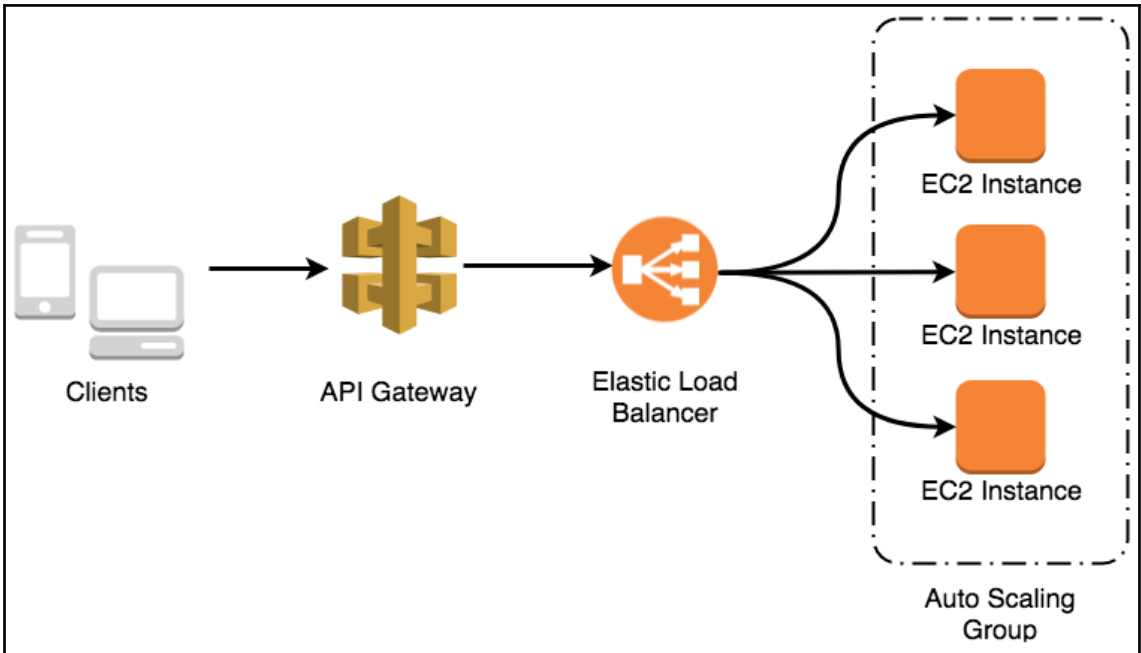 Clients
API Gateway
Elastic Load
Balancer
EC2 Instance
EC2 Instance
EC2 Instance
Auto Scaling
Group